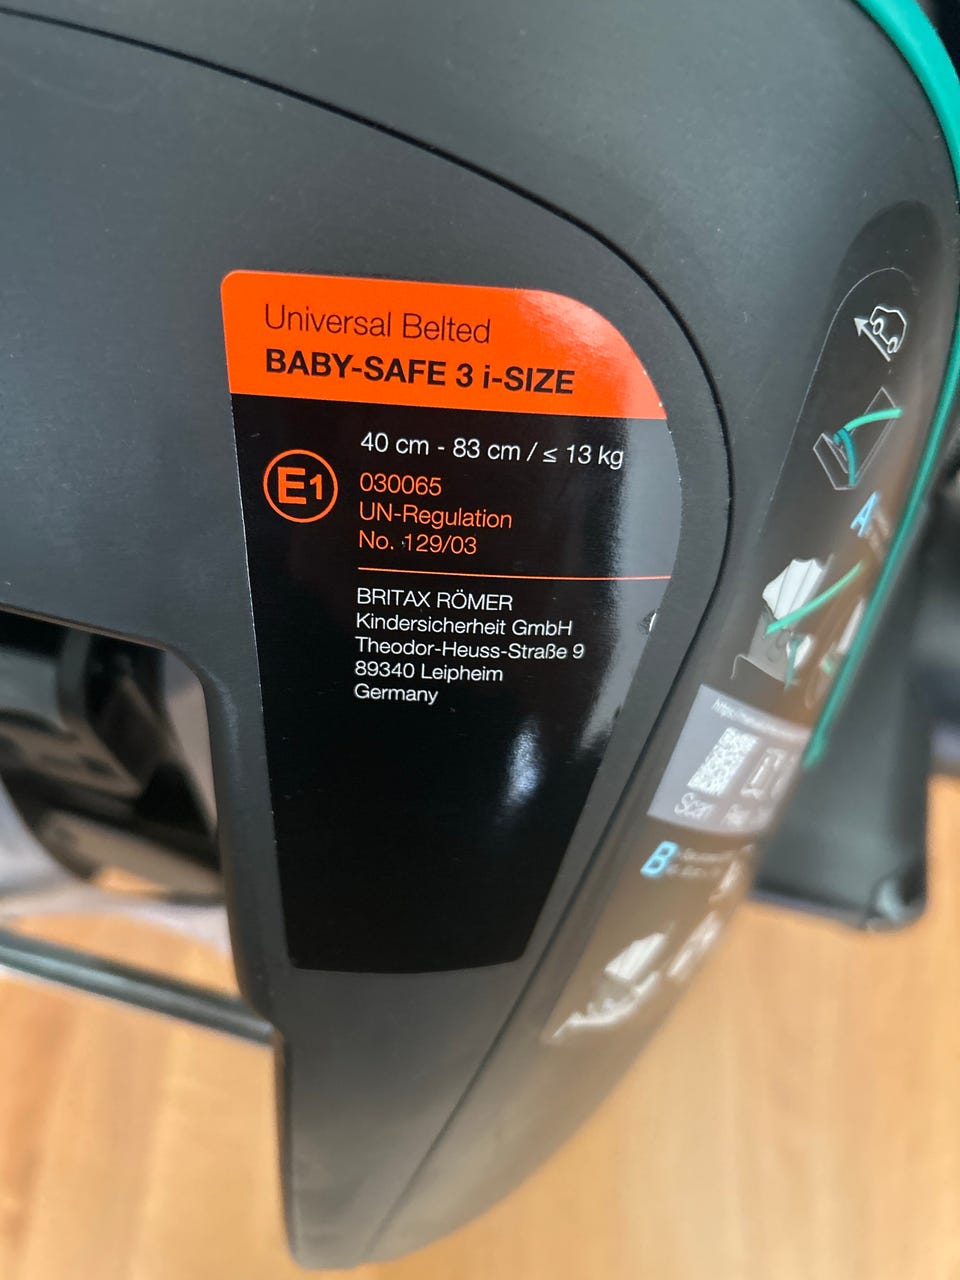 Universal Belted
BABY-SAFE 3 i-SIZE
40 cm - 83 cm / ≤ 13 kg
E1
030065
UN-Regulation
No. 129/03
BRITAX RÖMER
Kindersicherheit GmbH
Theodor-Heuss-Straße 9
89340 Leipheim
Germany
A
Scan
B